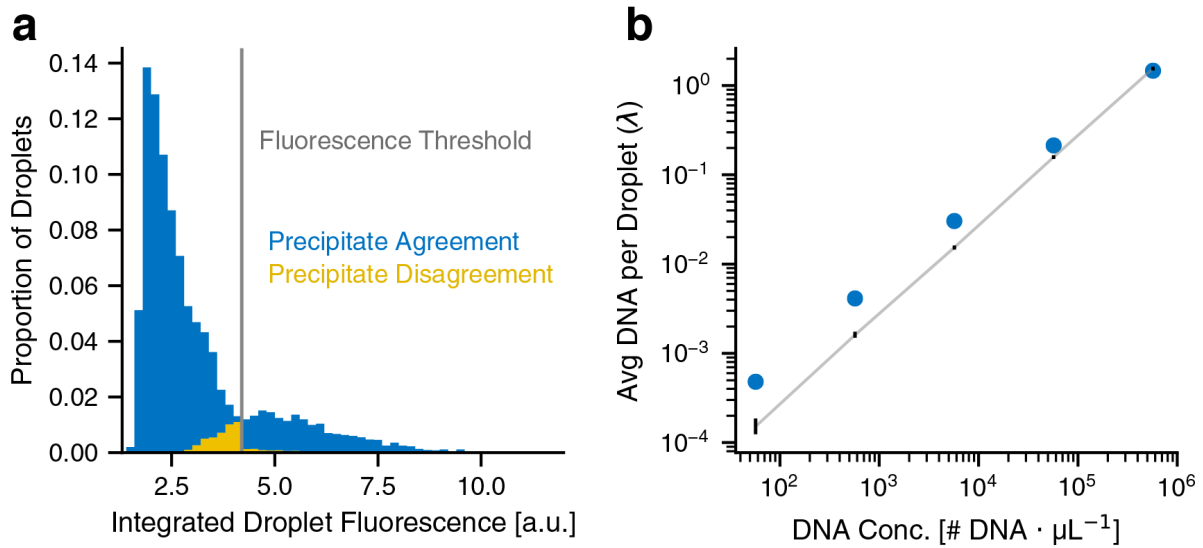 a
Proportion of Droplets
0.14
0.12
0.10
0.08
0.06
0.04
0.02
0.00
Fluorescence Threshold
Precipitate Agreement
Precipitate Disagreement
2.5 5.0 7.5 10.0
Integrated Droplet Fluorescence [a.u.]
b
Avg DNA per Droplet (λ)
10⁰
10⁻¹
10⁻²
10⁻³
10⁻⁴
10² 10³ 10⁴ 10⁵ 10⁶
DNA Conc. [# DNA · µL⁻¹]